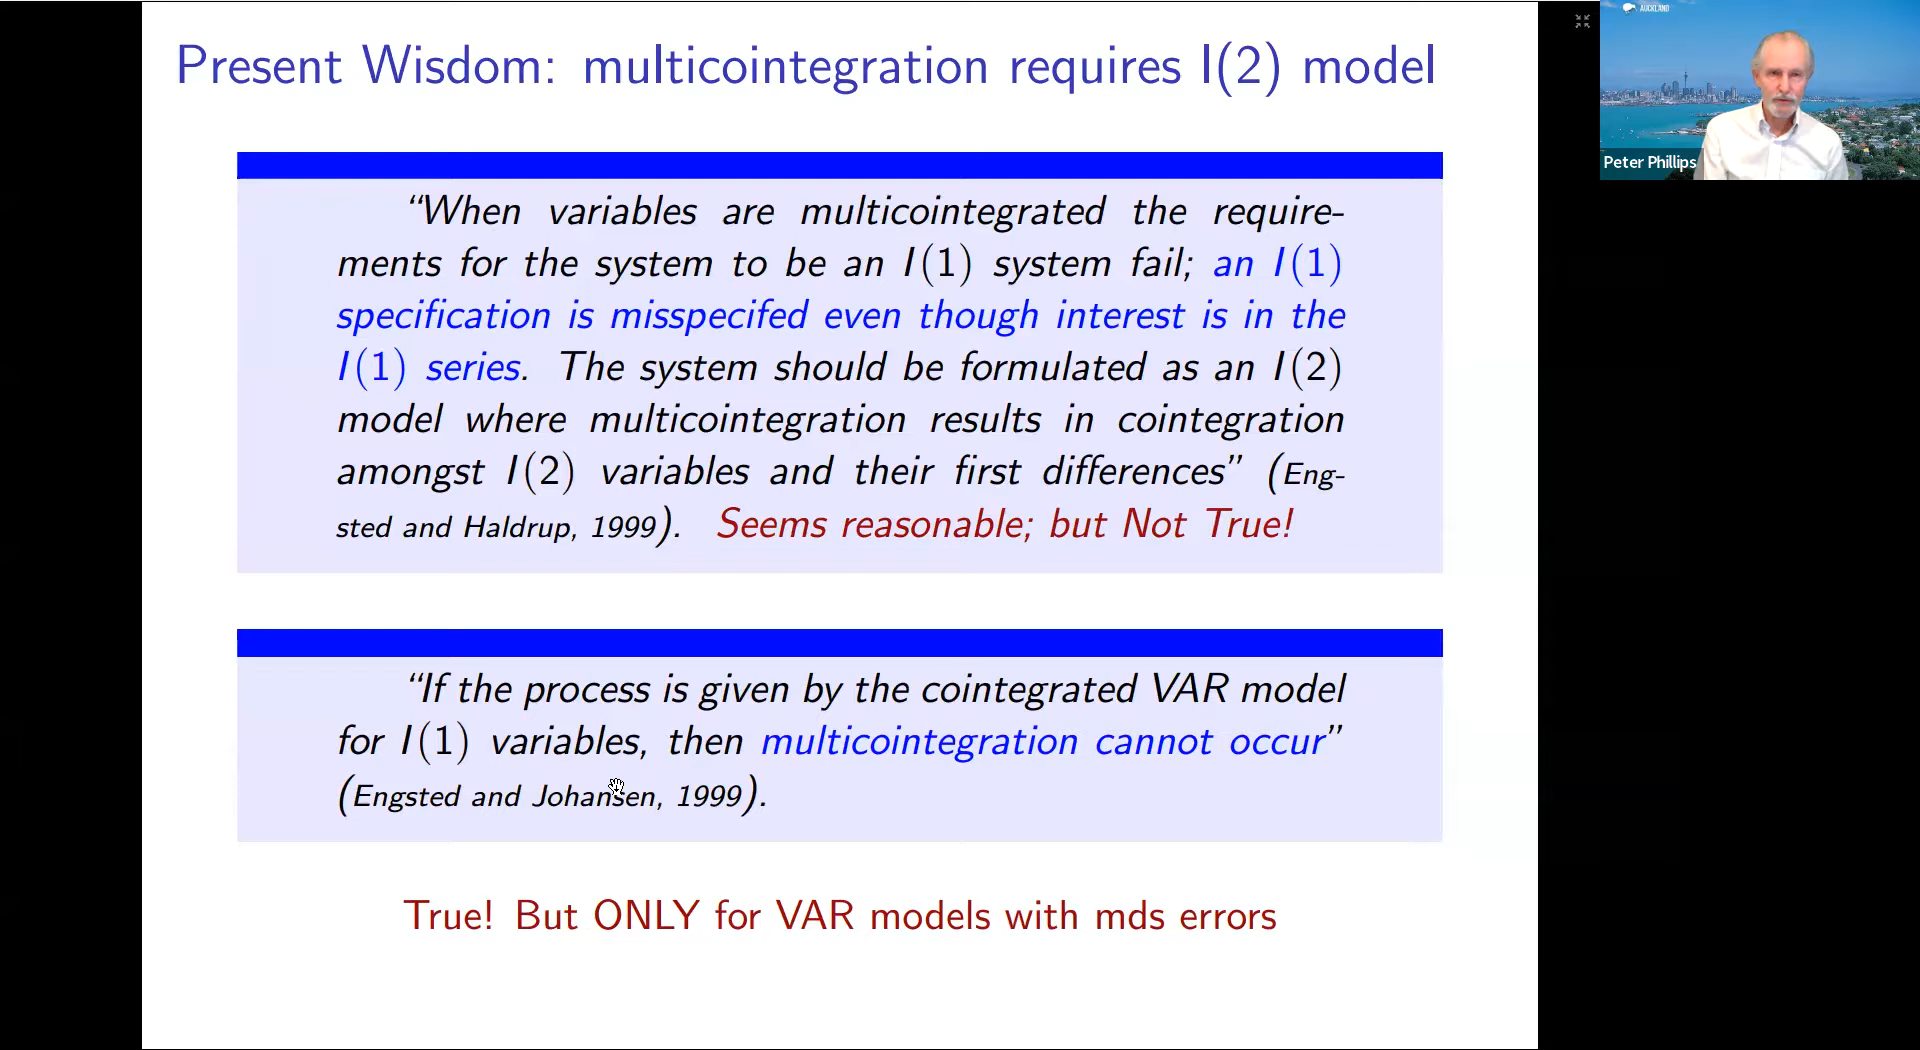 Present Wisdom: multicointegration requires I(2) model
“When variables are multicointegrated the require-
ments for the system to be an I(1) system fail; an I(1)
specification is misspecifed even though interest is in the
I(1) series. The system should be formulated as an I(2)
model where multicointegration results in cointegration
amongst I(2) variables and their first differences” (Eng-
sted and Haldrup, 1999). Seems reasonable; but Not True!
“If the process is given by the cointegrated VAR model
for I(1) variables, then multicointegration cannot occur”
(Engsted and Johansen, 1999).
True! But ONLY for VAR models with mds errors
AUCKLAND
Peter Phillips